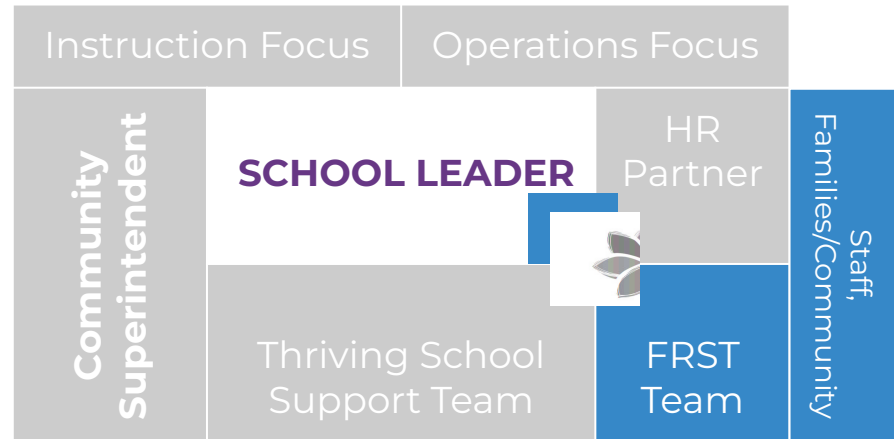 Instruction Focus
Operations Focus
Community
Superintendent
SCHOOL LEADER
HR
Partner
Staff,
Families/Community
Thriving School
Support Team
FRST
Team